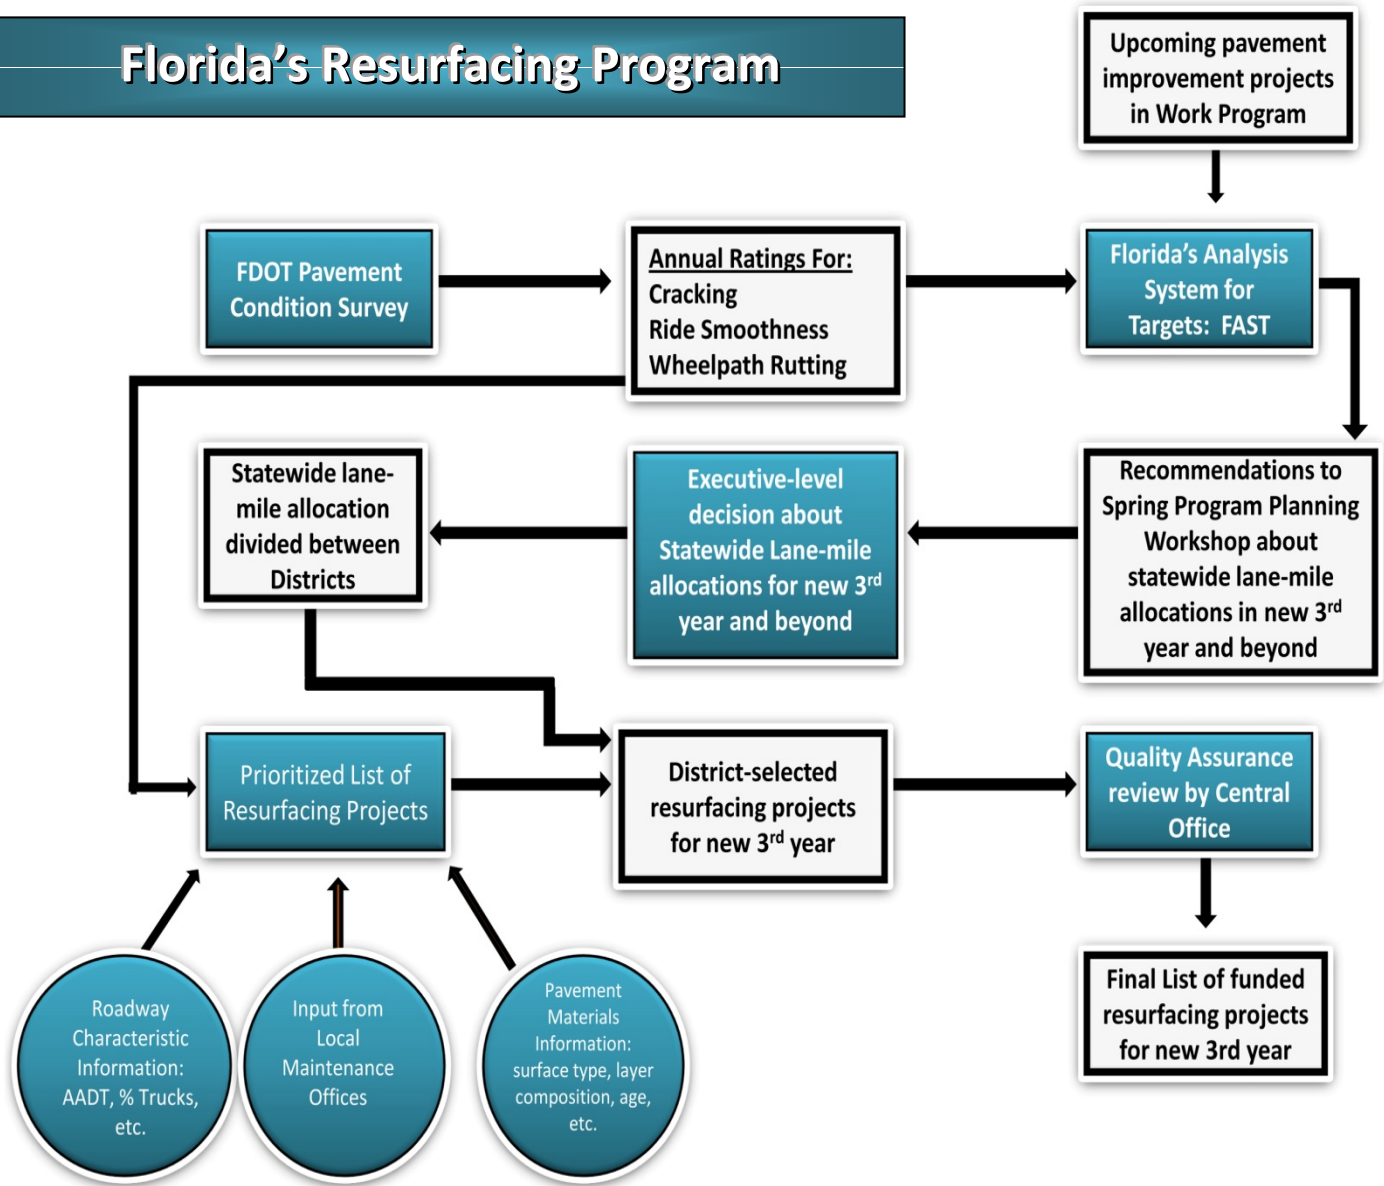 Florida’s Resurfacing Program
Upcoming pavement
improvement projects
in Work Program
FDOT Pavement
Condition Survey
Annual Ratings For:
Cracking
Ride Smoothness
Wheelpath Rutting
Florida’s Analysis
System for
Targets: FAST
Statewide lane-
mile allocation
divided between
Districts
Executive-level
decision about
Statewide Lane-mile
allocations for new 3rd
year and beyond
Recommendations to
Spring Program Planning
Workshop about
statewide lane-mile
allocations in new 3rd
year and beyond
Prioritized List of
Resurfacing Projects
District-selected
resurfacing projects
for new 3rd year
Quality Assurance
review by Central
Office
Roadway
Characteristic
Information:
AADT, % Trucks,
etc.
Input from
Local
Maintenance
Offices
Pavement
Materials
Information:
surface type, layer
composition, age,
etc.
Final List of funded
resurfacing projects
for new 3rd year